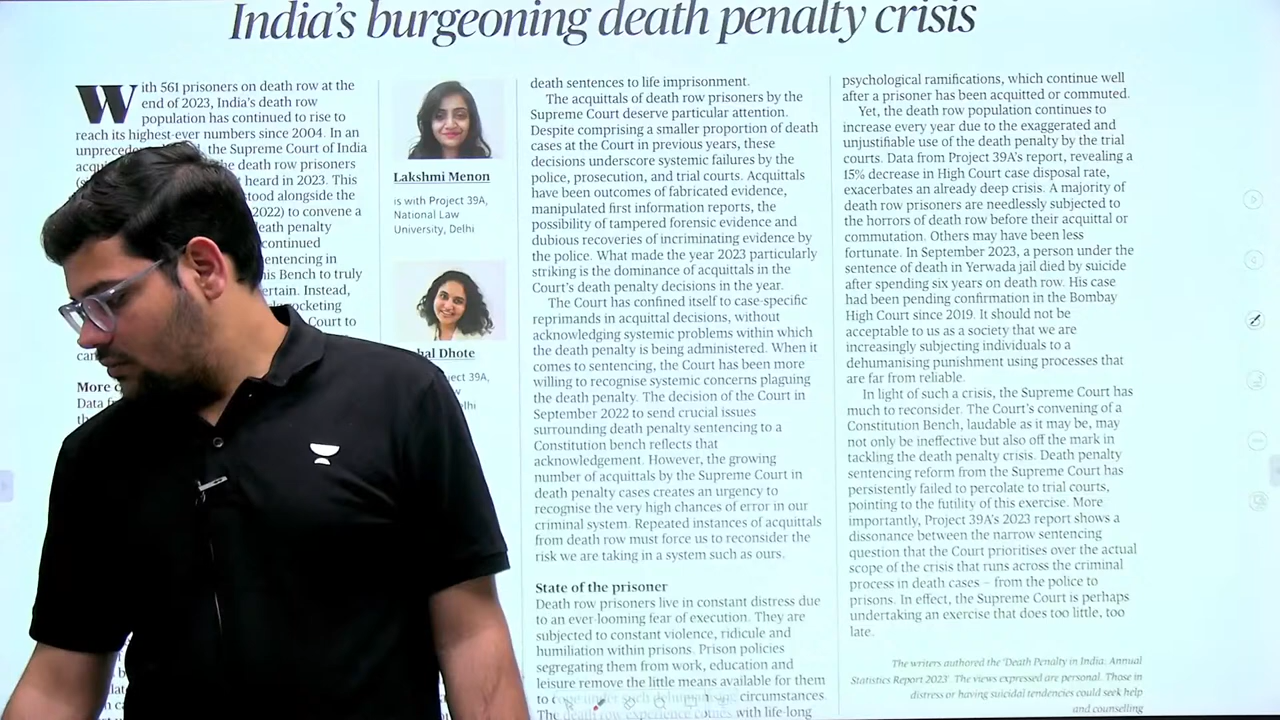 India's burgeoning death penalty crisis
With 561 prisoners on death row at the
end of 2023, India's death row
population has continued to rise to
reach its highest-ever numbers since 2004. In an
the Supreme Court of India
the death row prisoners
heard in 2023. This
stood alongside the
2022) to convene a
death penalty
continued
sentencing in
his Bench to truly
Instead,
Court to
More
Data
Lakshmi Menon
is with Project 39A,
National Law
University, Delhi
Dhote
39A,
death sentences to life imprisonment.
The acquittals of death row prisoners by the
Supreme Court deserve particular attention.
Despite comprising a smaller proportion of death
cases at the Court in previous years, these
decisions underscore systemic failures by the
police, prosecution, and trial courts. Acquittals
have been outcomes of fabricated evidence,
manipulated first information reports, the
possibility of tampered forensic evidence and
dubious recoveries of incriminating evidence by
the police. What made the year 2023 particularly
striking is the dominance of acquittals in the
Court's death penalty decisions in the year.
The Court has confined itself to case-specific
reprimands in acquittal decisions, without
acknowledging systemic problems within which
the death penalty is being administered. When it
comes to sentencing, the Court has been more
willing to recognise systemic concerns plaguing
the death penalty. The decision of the Court in
September 2022 to send crucial issues
surrounding death penalty sentencing to a
Constitution bench reflects that
acknowledgement. However, the growing
number of acquittals by the Supreme Court in
death penalty cases creates an urgency to
recognise the very high chances of error in our
criminal system. Repeated instances of acquittals
from death row must force us to reconsider the
risk we are taking in a system such as ours.
State of the prisoner
Death row prisoners live in constant distress due
to an ever-looming fear of execution. They are
subjected to constant violence, ridicule and
humiliation within prisons. Prison policies
segregating them from work, education and
leisure remove the little means available for them
to cope under such dehumanising circumstances.
The death row experience comes with life-long
psychological ramifications, which continue well
after a prisoner has been acquitted or commuted.
Yet, the death row population continues to
increase every year due to the exaggerated and
unjustifiable use of the death penalty by the trial
courts. Data from Project 39A's report, revealing a
15% decrease in High Court case disposal rate,
exacerbates an already deep crisis. A majority of
death row prisoners are needlessly subjected to
the horrors of death row before their acquittal or
commutation. Others may have been less
fortunate. In September 2023, a person under the
sentence of death in Yerwada jail died by suicide
after spending six years on death row. His case
had been pending confirmation in the Bombay
High Court since 2019. It should not be
acceptable to us as a society that we are
increasingly subjecting individuals to a
dehumanising punishment using processes that
are far from reliable.
In light of such a crisis, the Supreme Court has
much to reconsider. The Court's convening of a
Constitution Bench, laudable as it may be, may
not only be ineffective but also off the mark in
tackling the death penalty crisis. Death penalty
sentencing reform from the Supreme Court has
persistently failed to percolate to trial courts,
pointing to the futility of this exercise. More
importantly, Project 39A's 2023 report shows a
dissonance between the narrow sentencing
question that the Court prioritises over the actual
scope of the crisis that runs across the criminal
process in death cases – from the police to
prisons. In effect, the Supreme Court is perhaps
undertaking an exercise that does too little, too
late.
The writers authored the 'Death Penalty in India: Annual
Statistics Report 2023'. The views expressed are personal. Those in
distress or having suicidal tendencies could seek help
and counselling